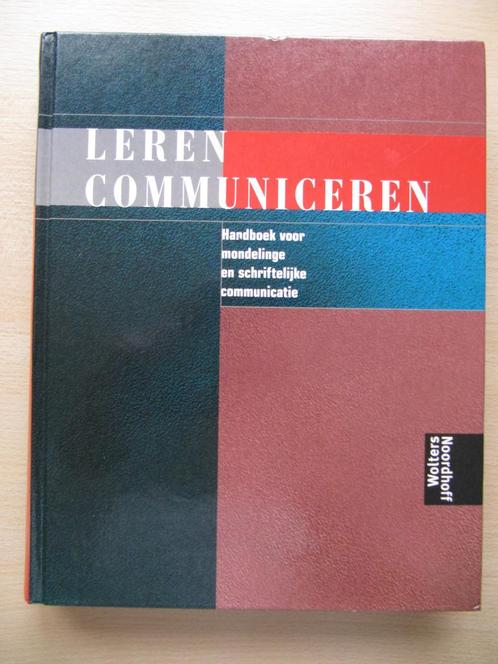 LEREN
COMMUNICEREN
Handboek voor
mondelinge
en schriftelijke
communicatie
Wolters
Noordhoff